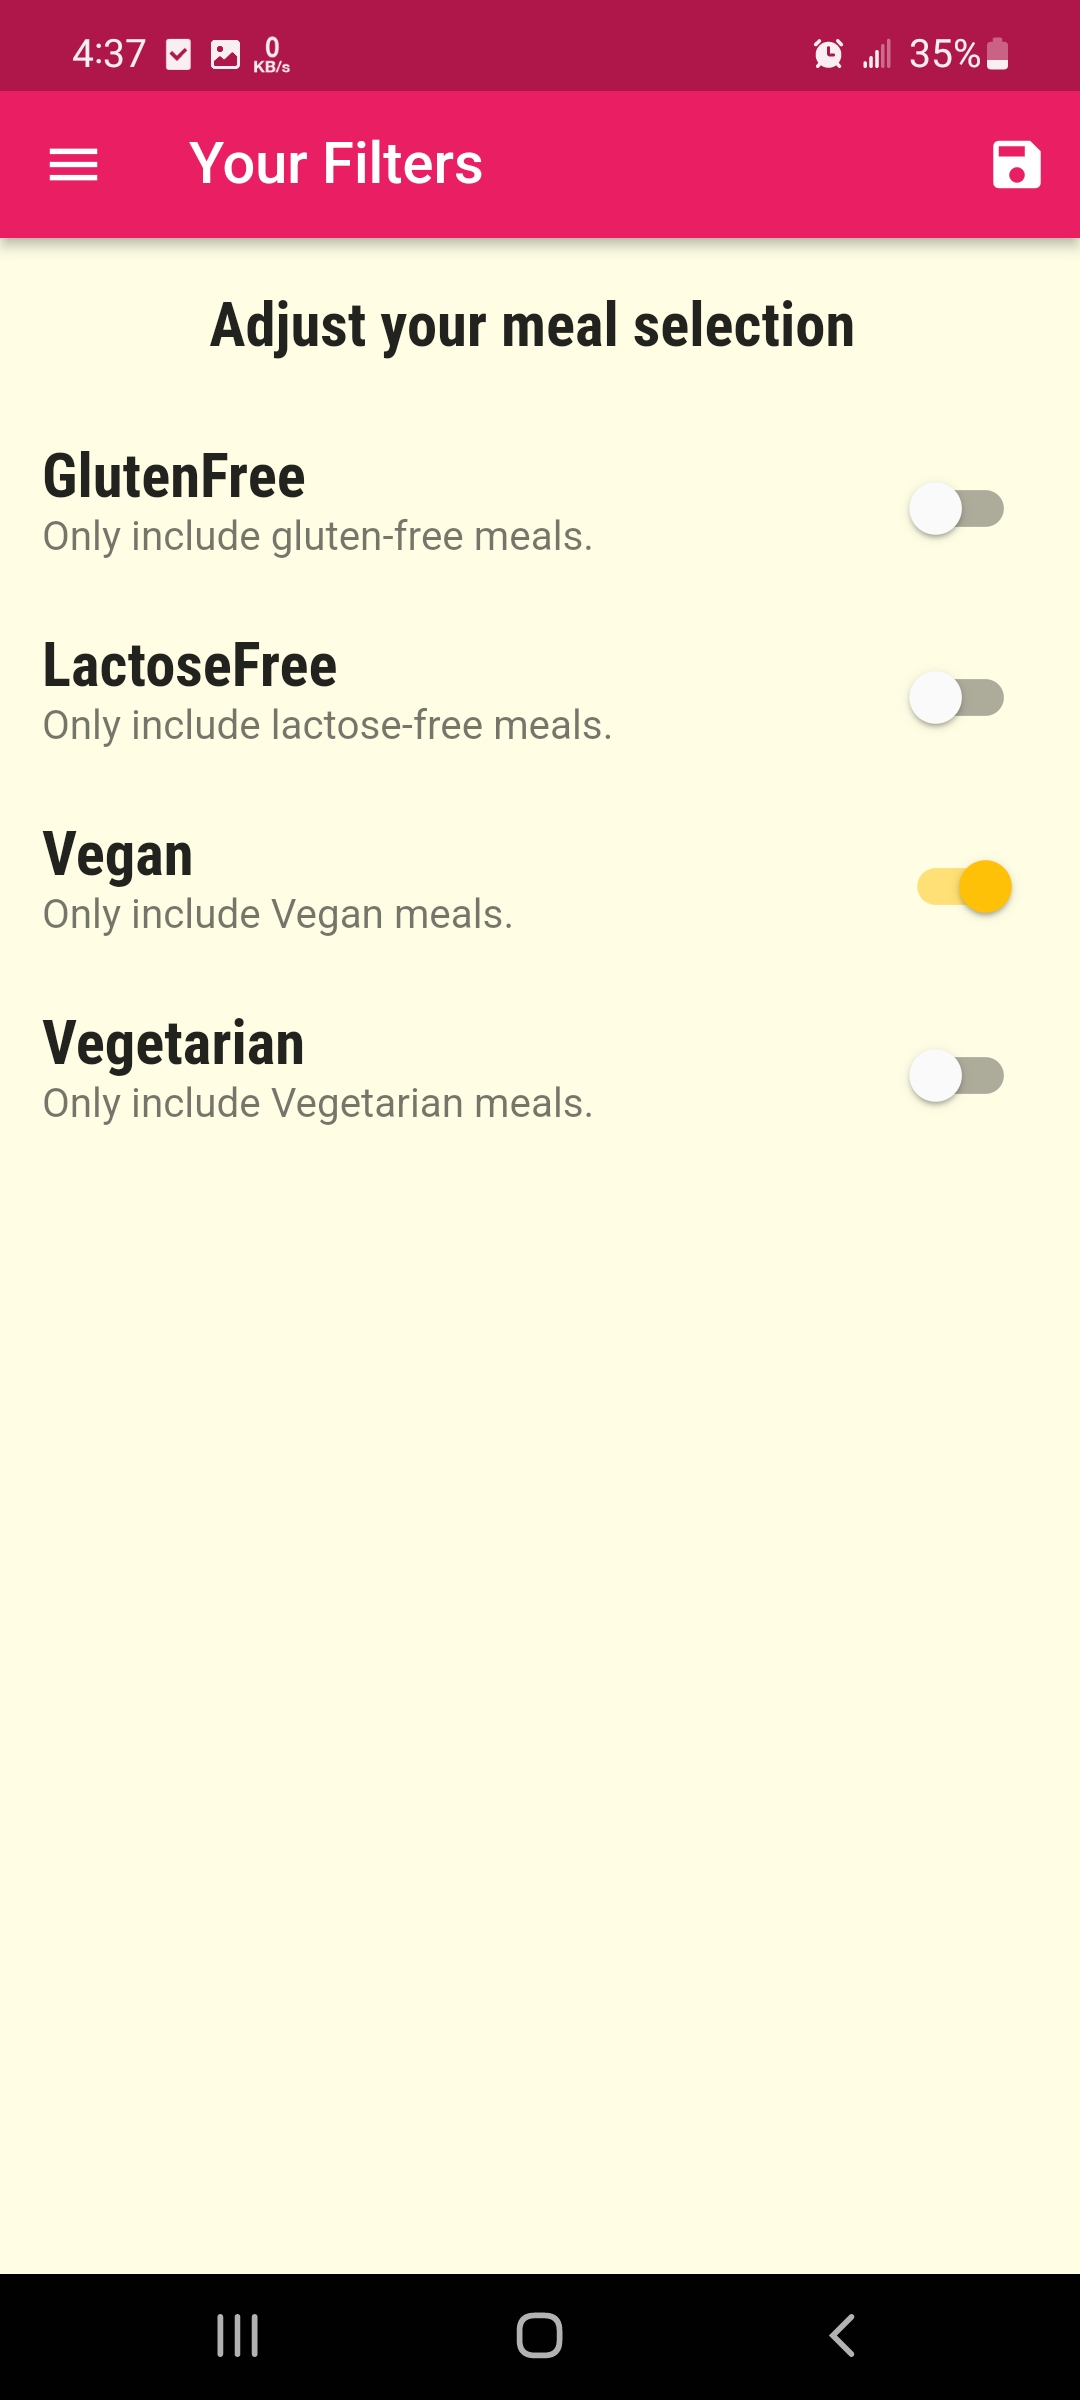 4:37 0 KB/s 35%
Your Filters
Adjust your meal selection
GlutenFree
Only include gluten-free meals.
LactoseFree
Only include lactose-free meals.
Vegan
Only include Vegan meals.
Vegetarian
Only include Vegetarian meals.